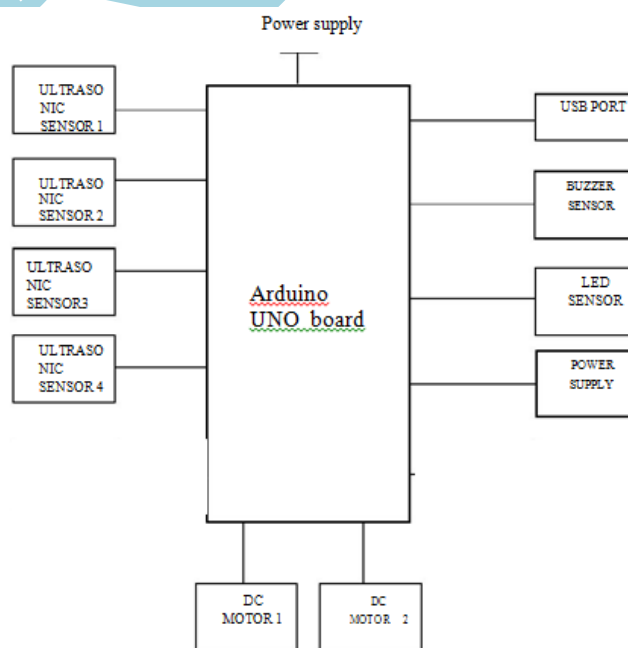 Power supply
ULTRASO
NIC
SENSOR 1
ULTRASO
NIC
SENSOR 2
ULTRASO
NIC
SENSOR3
ULTRASO
NIC
SENSOR 4
Arduino
UNO board
USB PORT
BUZZER
SENSOR
LED
SENSOR
POWER
SUPPLY
DC
MOTOR 1
DC
MOTOR 2